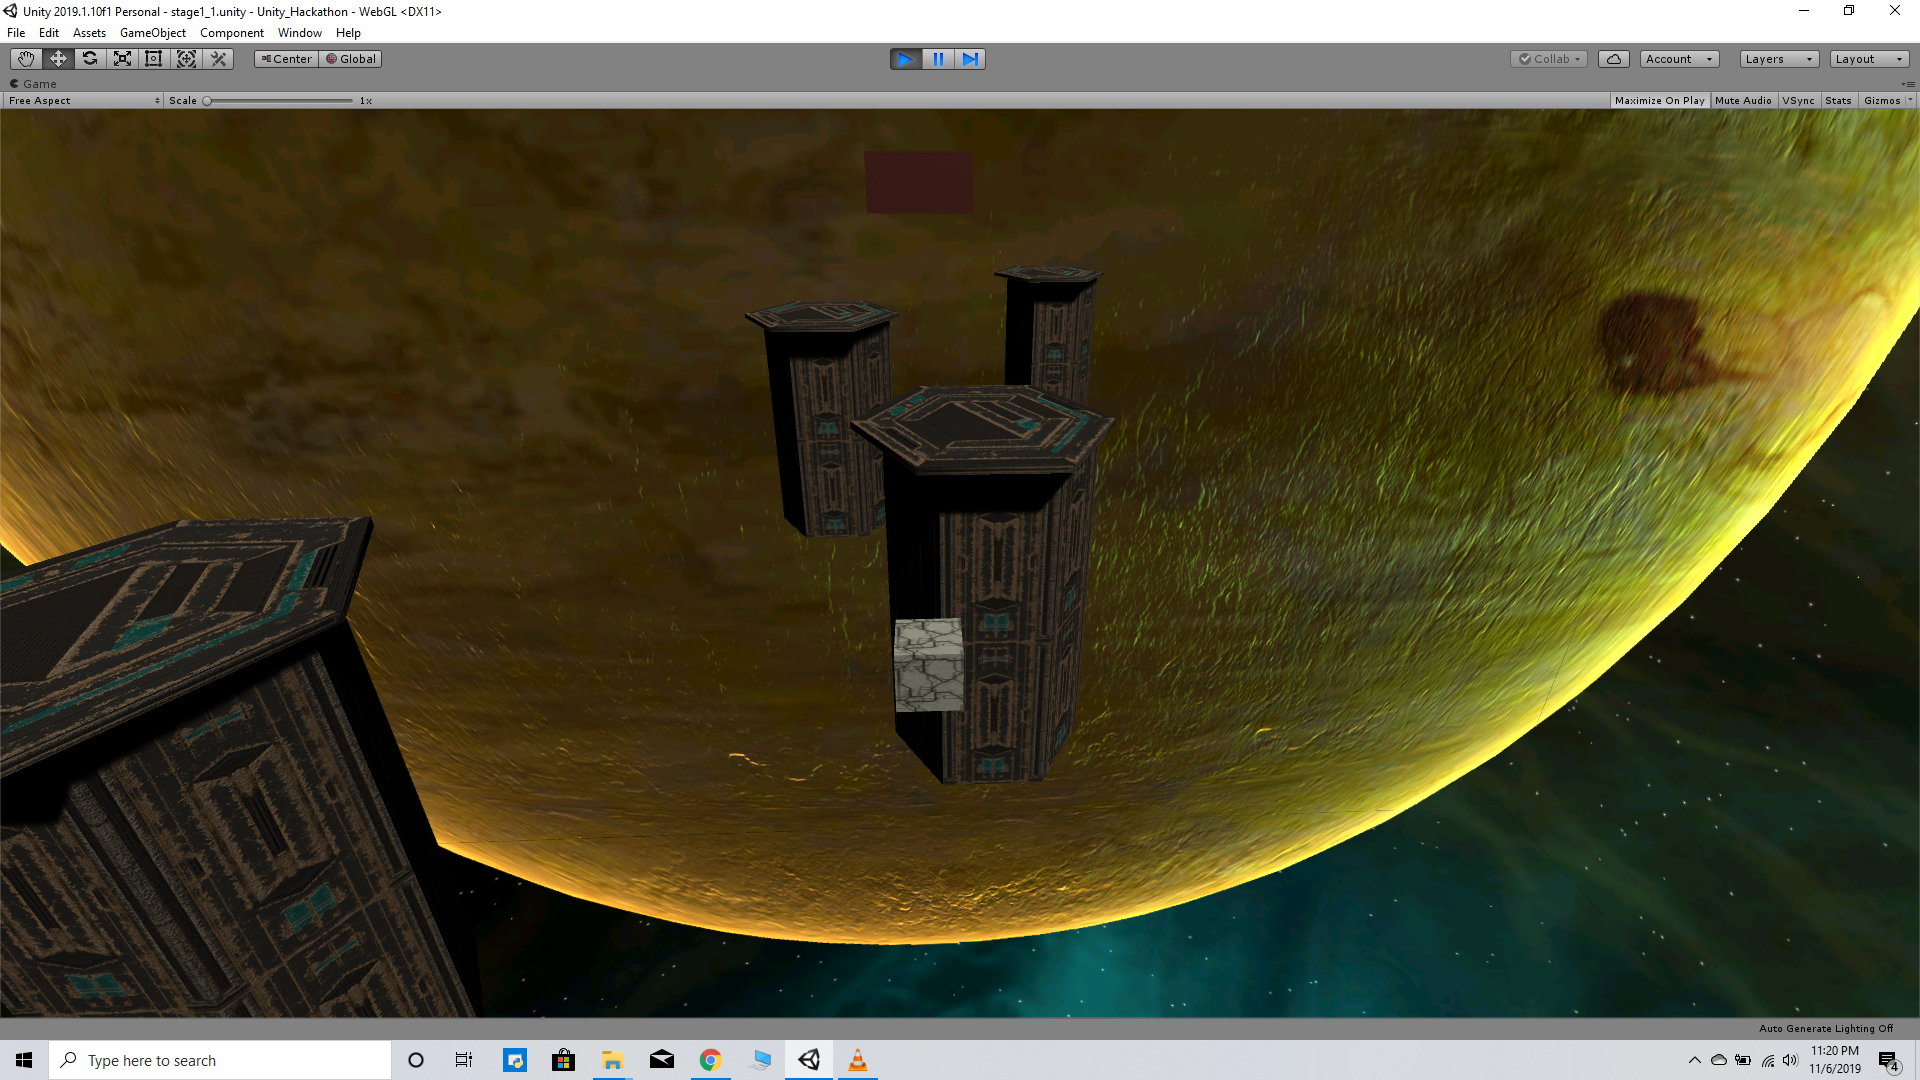 Unity 2019.1.10f1 Personal - stage1_1.unity - Unity_Hackathon - WebGL <DX11>
File Edit Assets GameObject Component Window Help
Center Global Collab Account Layers Layout
Game
Free Aspect Scale 1x Maximize On Play Mute Audio VSync Stats Gizmos
Auto Generate Lighting Off
Type here to search
11:20 PM
11/6/2019
4